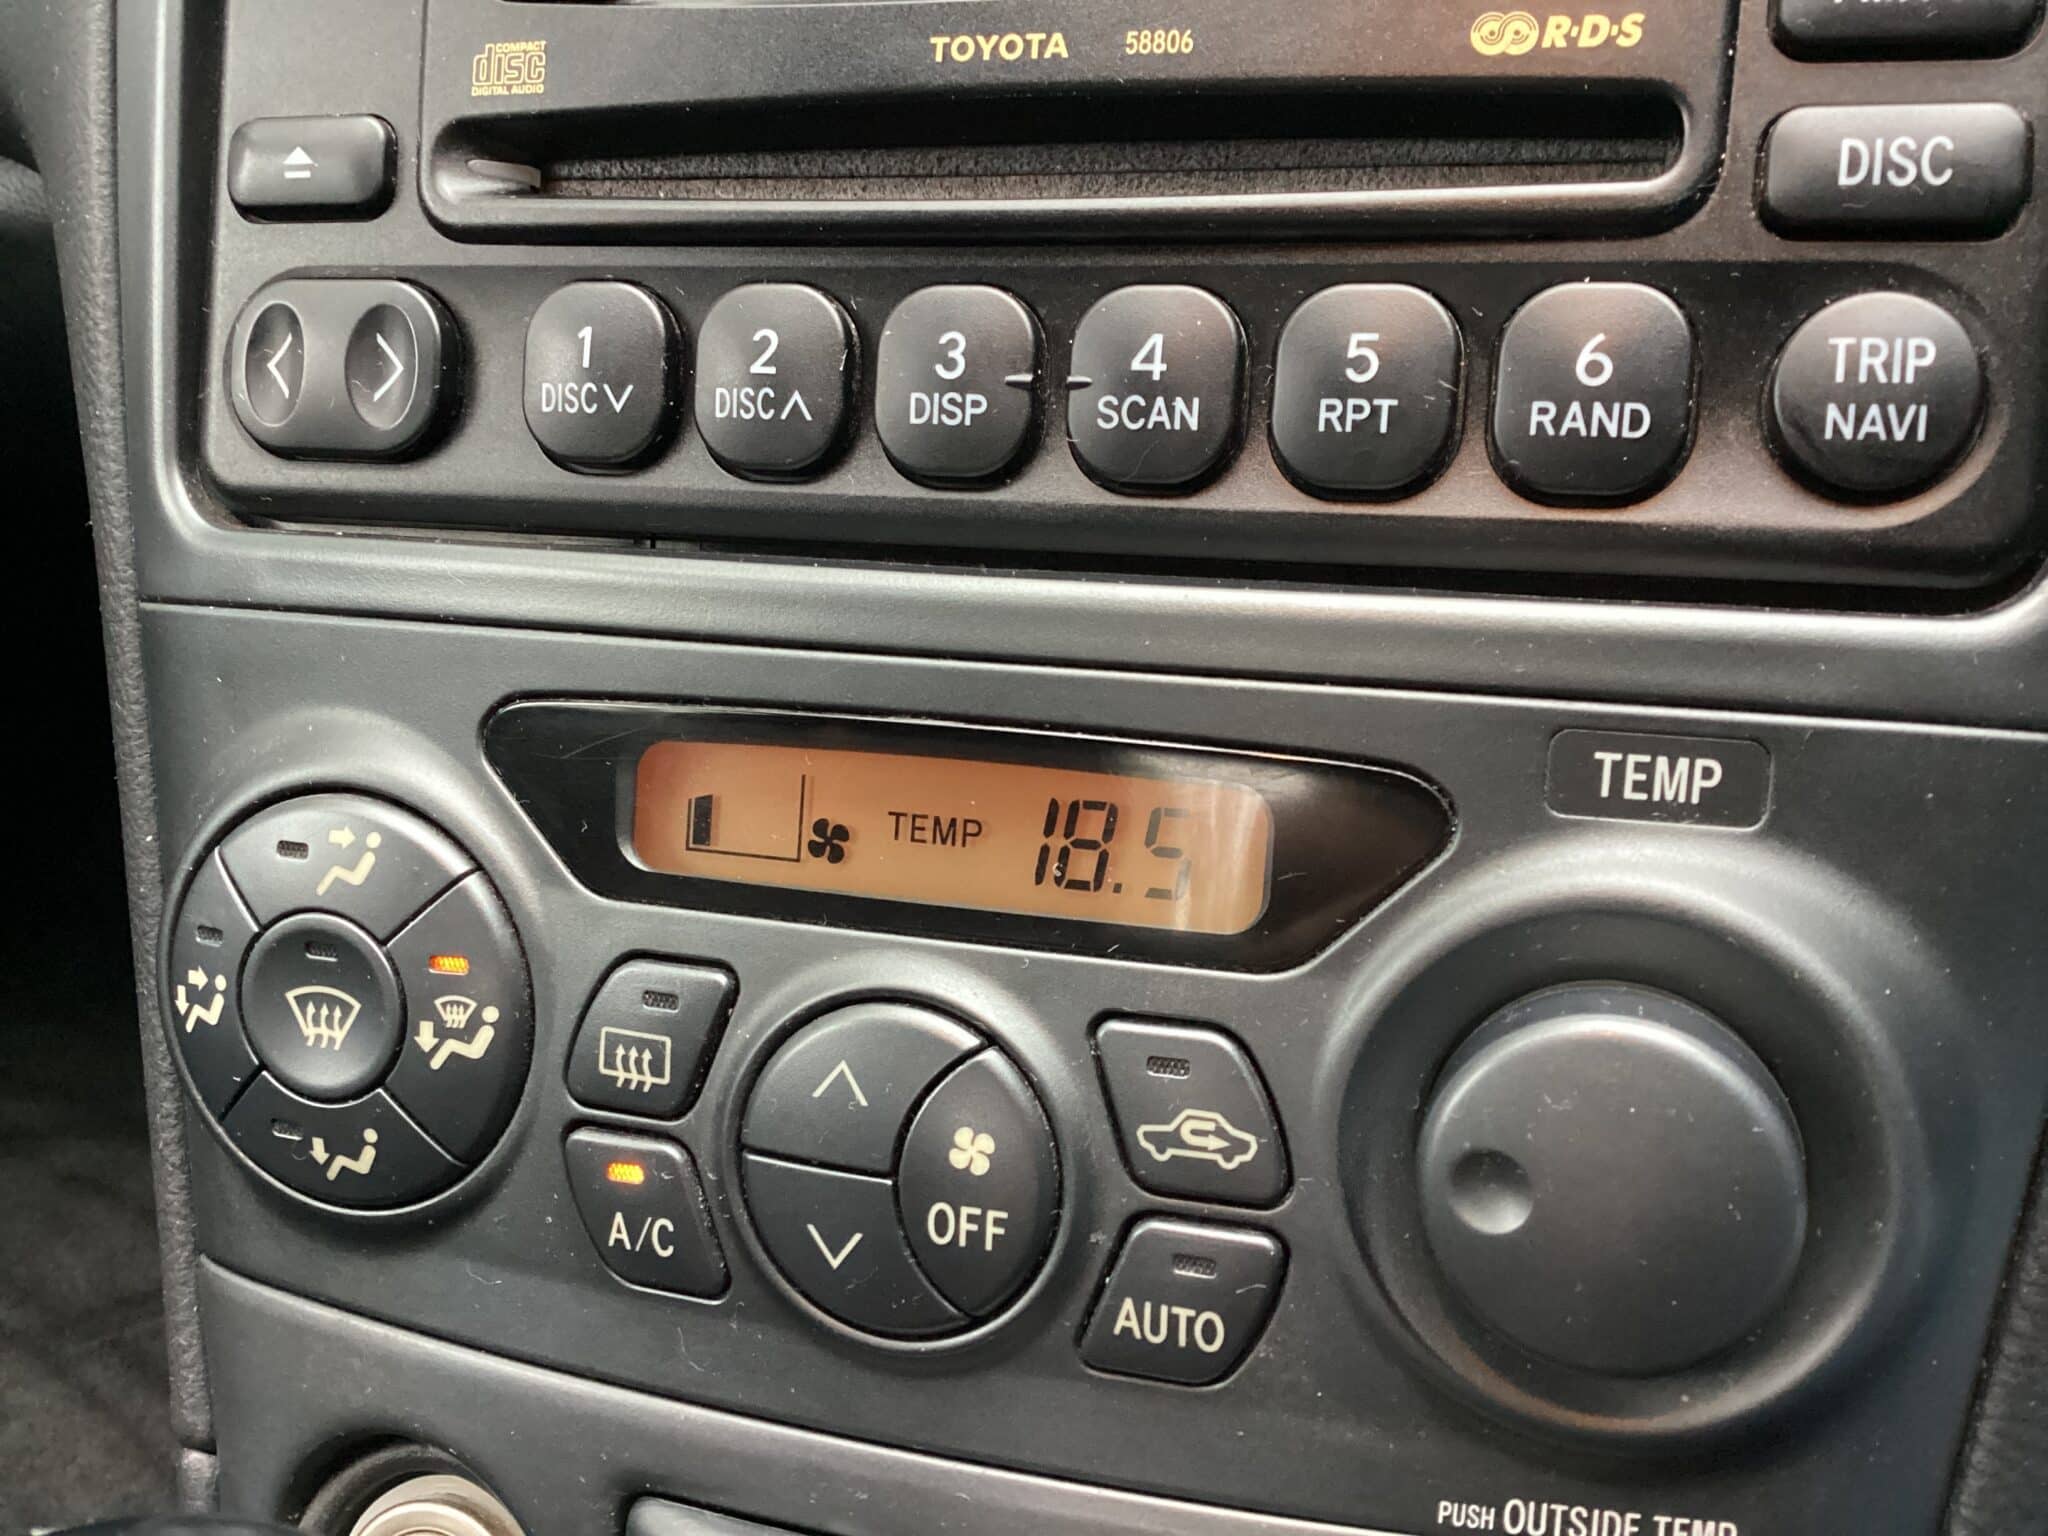 COMPACT
disc
DIGITAL AUDIO
TOYOTA 58806
R·D·S
DISC
1
DISC
2
DISC
3
DISP
4
SCAN
5
RPT
6
RAND
TRIP
NAVI
TEMP 18.5
TEMP
A/C
OFF
AUTO
PUSH OUTSIDE TEMP